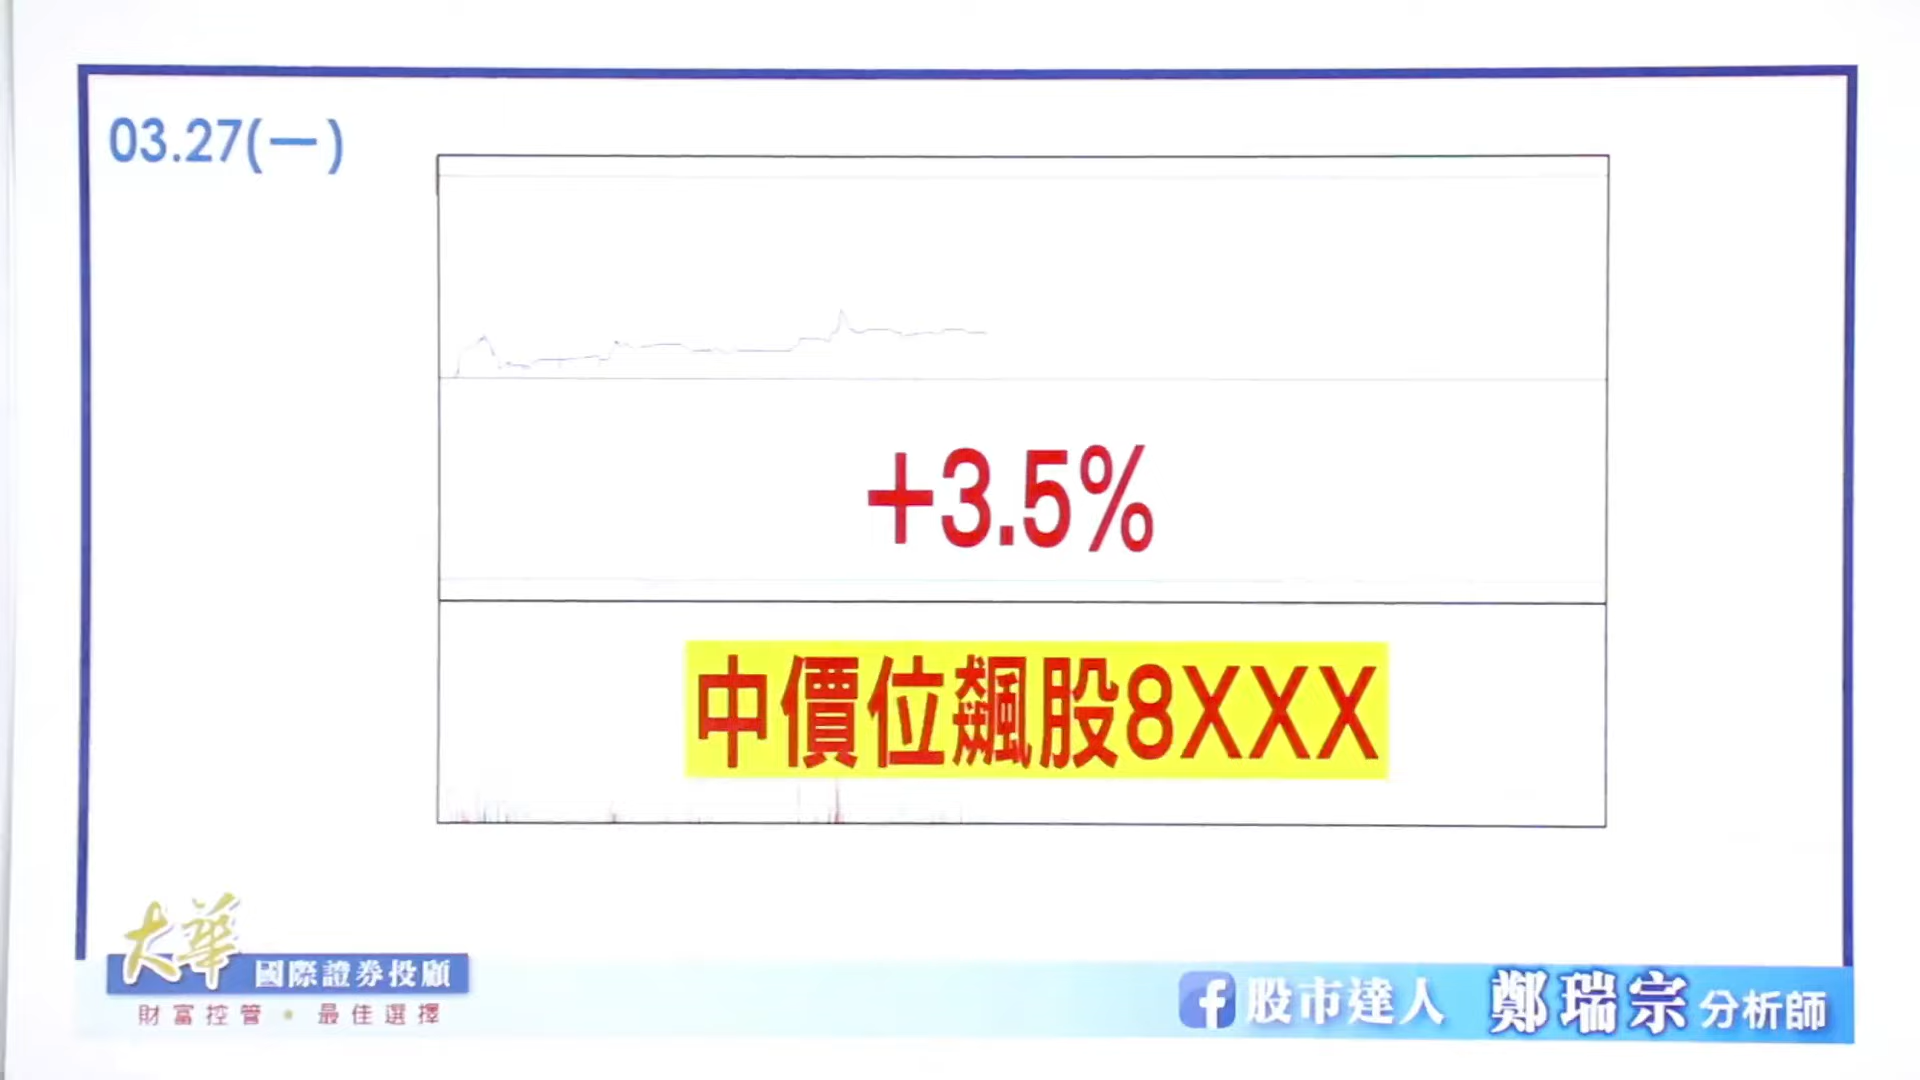 03.27(一)
+3.5%
中價位飆股8XXX
大華
國際證券投顧
財富控管・最佳選擇
股市達人 鄭瑞宗 分析師